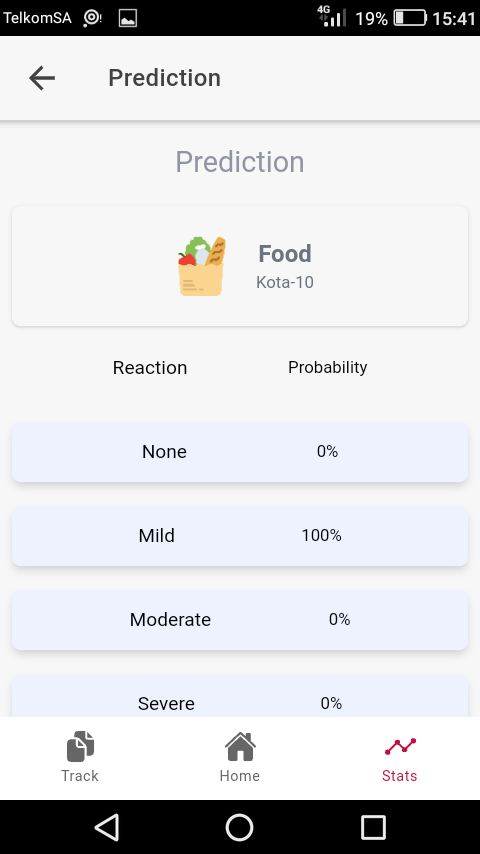 TelkomSA 4G 19% 15:41
Prediction
Prediction
Food
Kota-10
Reaction Probability
None 0%
Mild 100%
Moderate 0%
Severe 0%
Track Home Stats